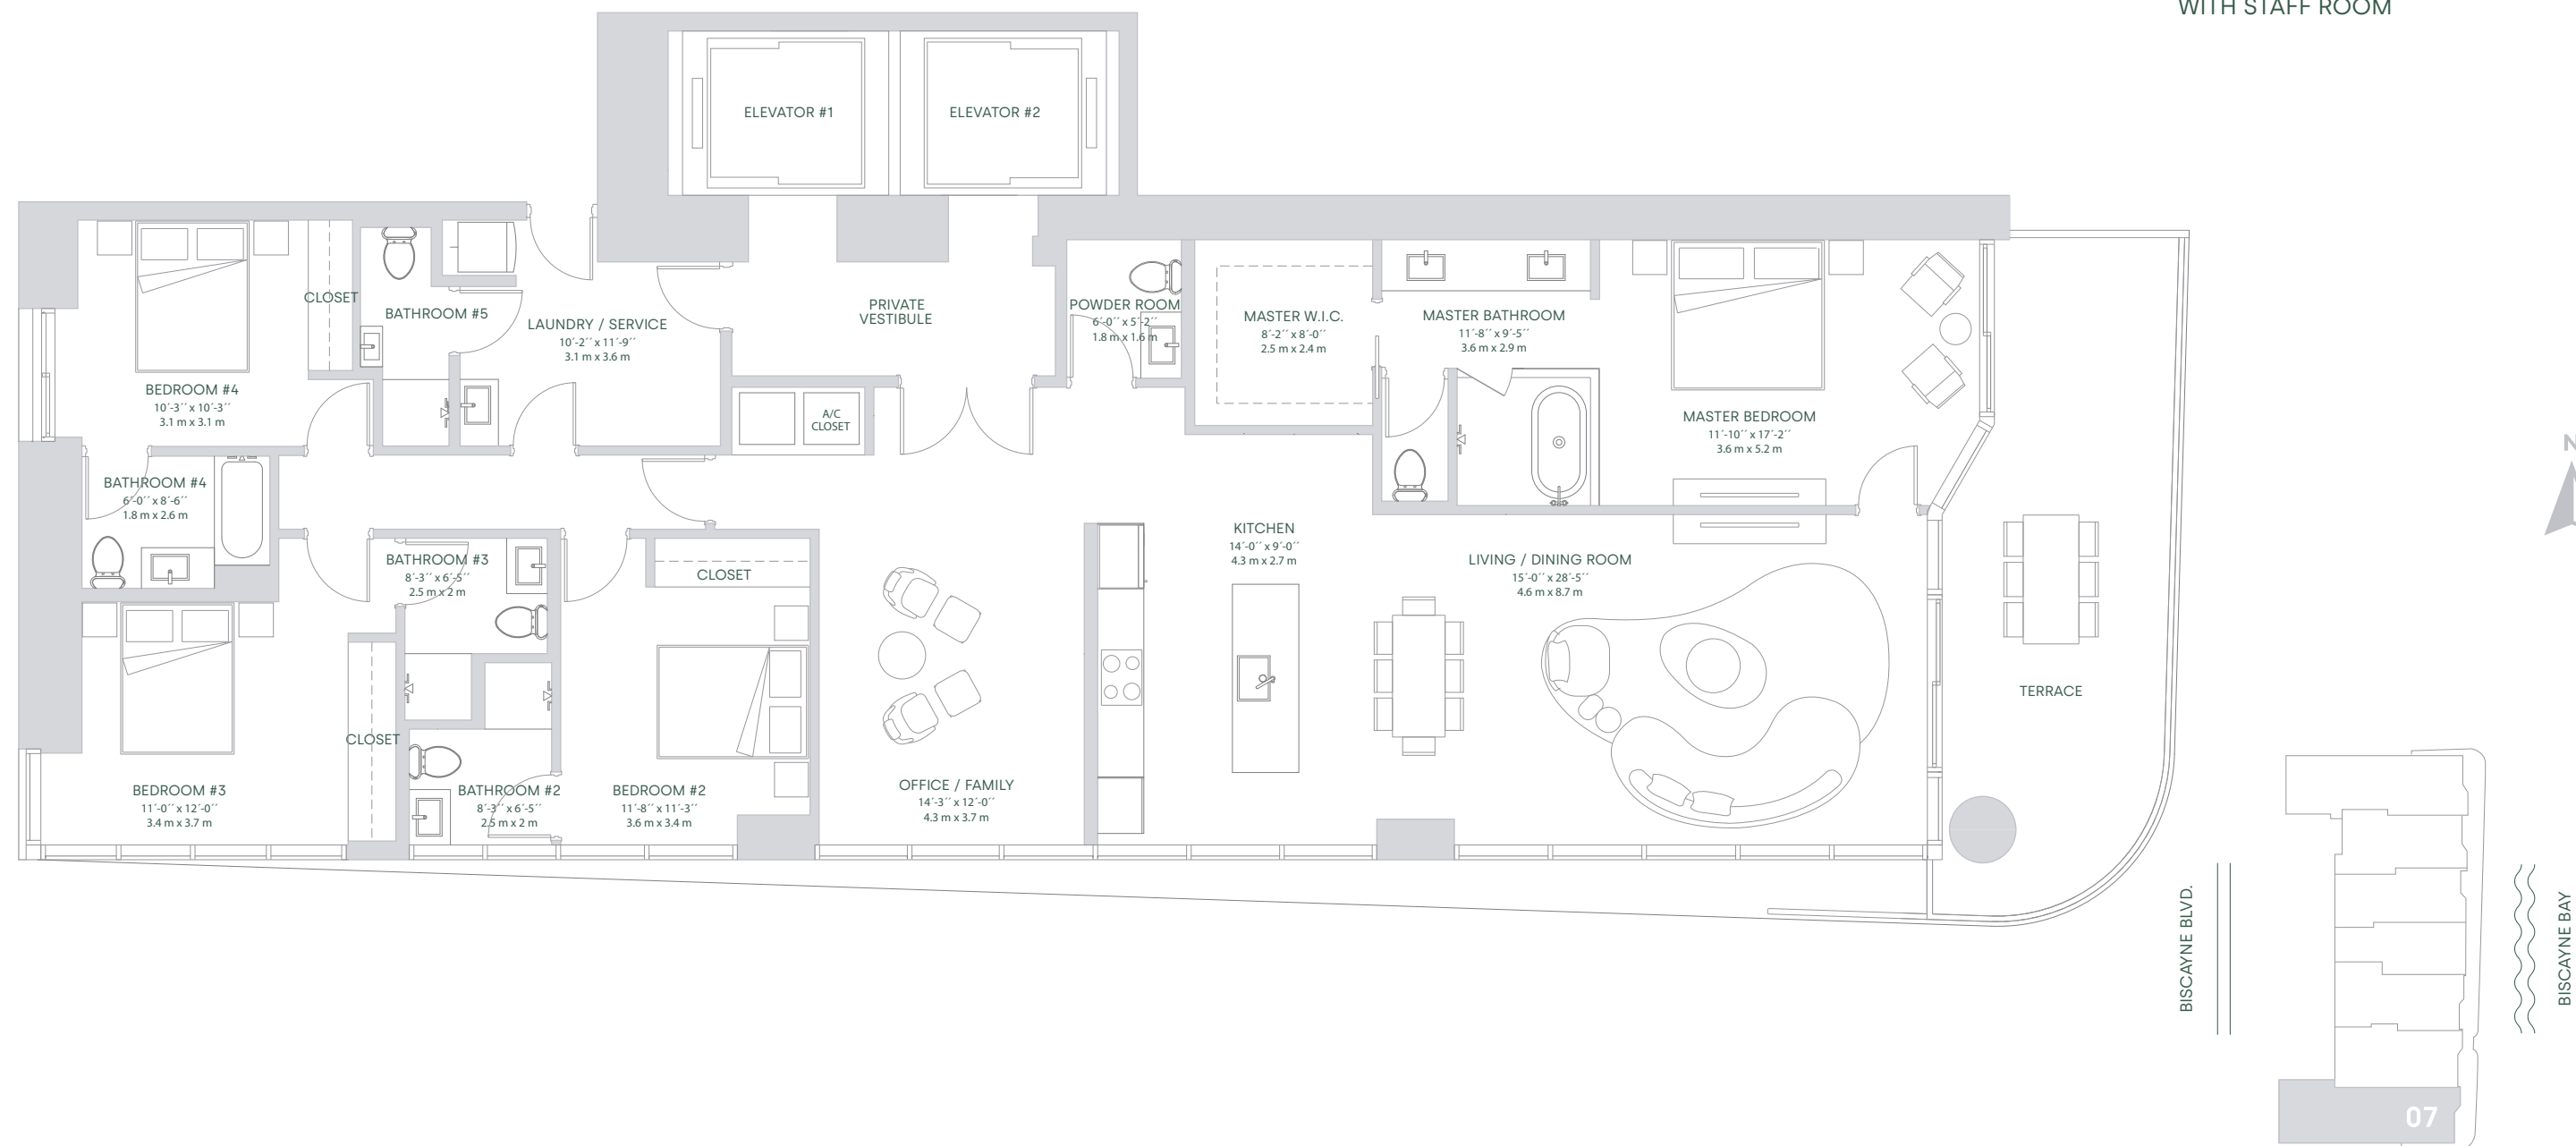 WITH STAFF ROOM
ELEVATOR #1
ELEVATOR #2
CLOSET
BATHROOM #5
LAUNDRY / SERVICE
10´-2´´ x 11´-9´´
3.1 m x 3.6 m
PRIVATE
VESTIBULE
POWDER ROOM
6´-0´´ x 5´-2´´
1.8 m x 1.6 m
MASTER W.I.C.
8´-2´´ x 8´-0´´
2.5 m x 2.4 m
MASTER BATHROOM
11´-8´´ x 9´-5´´
3.6 m x 2.9 m
BEDROOM #4
10´-3´´ x 10´-3´´
3.1 m x 3.1 m
A/C
CLOSET
MASTER BEDROOM
11´-10´´ x 17´-2´´
3.6 m x 5.2 m
N
BATHROOM #4
6´-0´´ x 8´-6´´
1.8 m x 2.6 m
BATHROOM #3
8´-3´´ x 6´-5´´
2.5 m x 2 m
CLOSET
KITCHEN
14´-0´´ x 9´-0´´
4.3 m x 2.7 m
LIVING / DINING ROOM
15´-0´´ x 28´-5´´
4.6 m x 8.7 m
TERRACE
CLOSET
BEDROOM #3
11´-0´´ x 12´-0´´
3.4 m x 3.7 m
BATHROOM #2
8´-3´´ x 6´-5´´
2.5 m x 2 m
BEDROOM #2
11´-8´´ x 11´-3´´
3.6 m x 3.4 m
OFFICE / FAMILY
14´-3´´ x 12´-0´´
4.3 m x 3.7 m
BISCAYNE BLVD.
BISCAYNE BAY
07